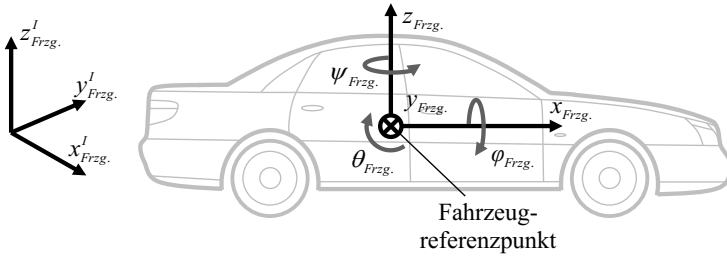 z^I_Frzg.
z_Frzg.
y^I_Frzg.
ψ_Frzg.
y_Frzg.
x_Frzg.
x^I_Frzg.
θ_Frzg.
φ_Frzg.
Fahrzeug-
referenzpunkt